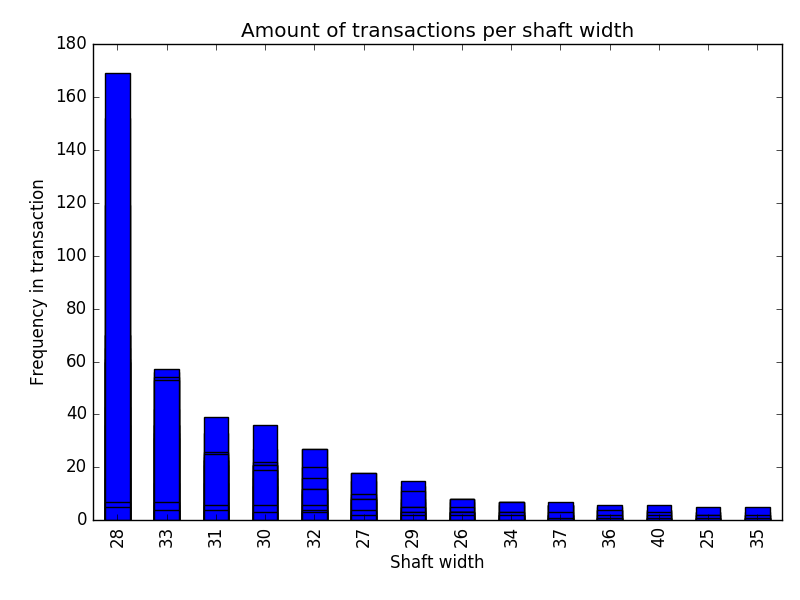 Amount of transactions per shaft width
Frequency in transaction
180
160
140
120
100
80
60
40
20
0
28 33 31 30 32 27 29 26 34 37 36 40 25 35
Shaft width